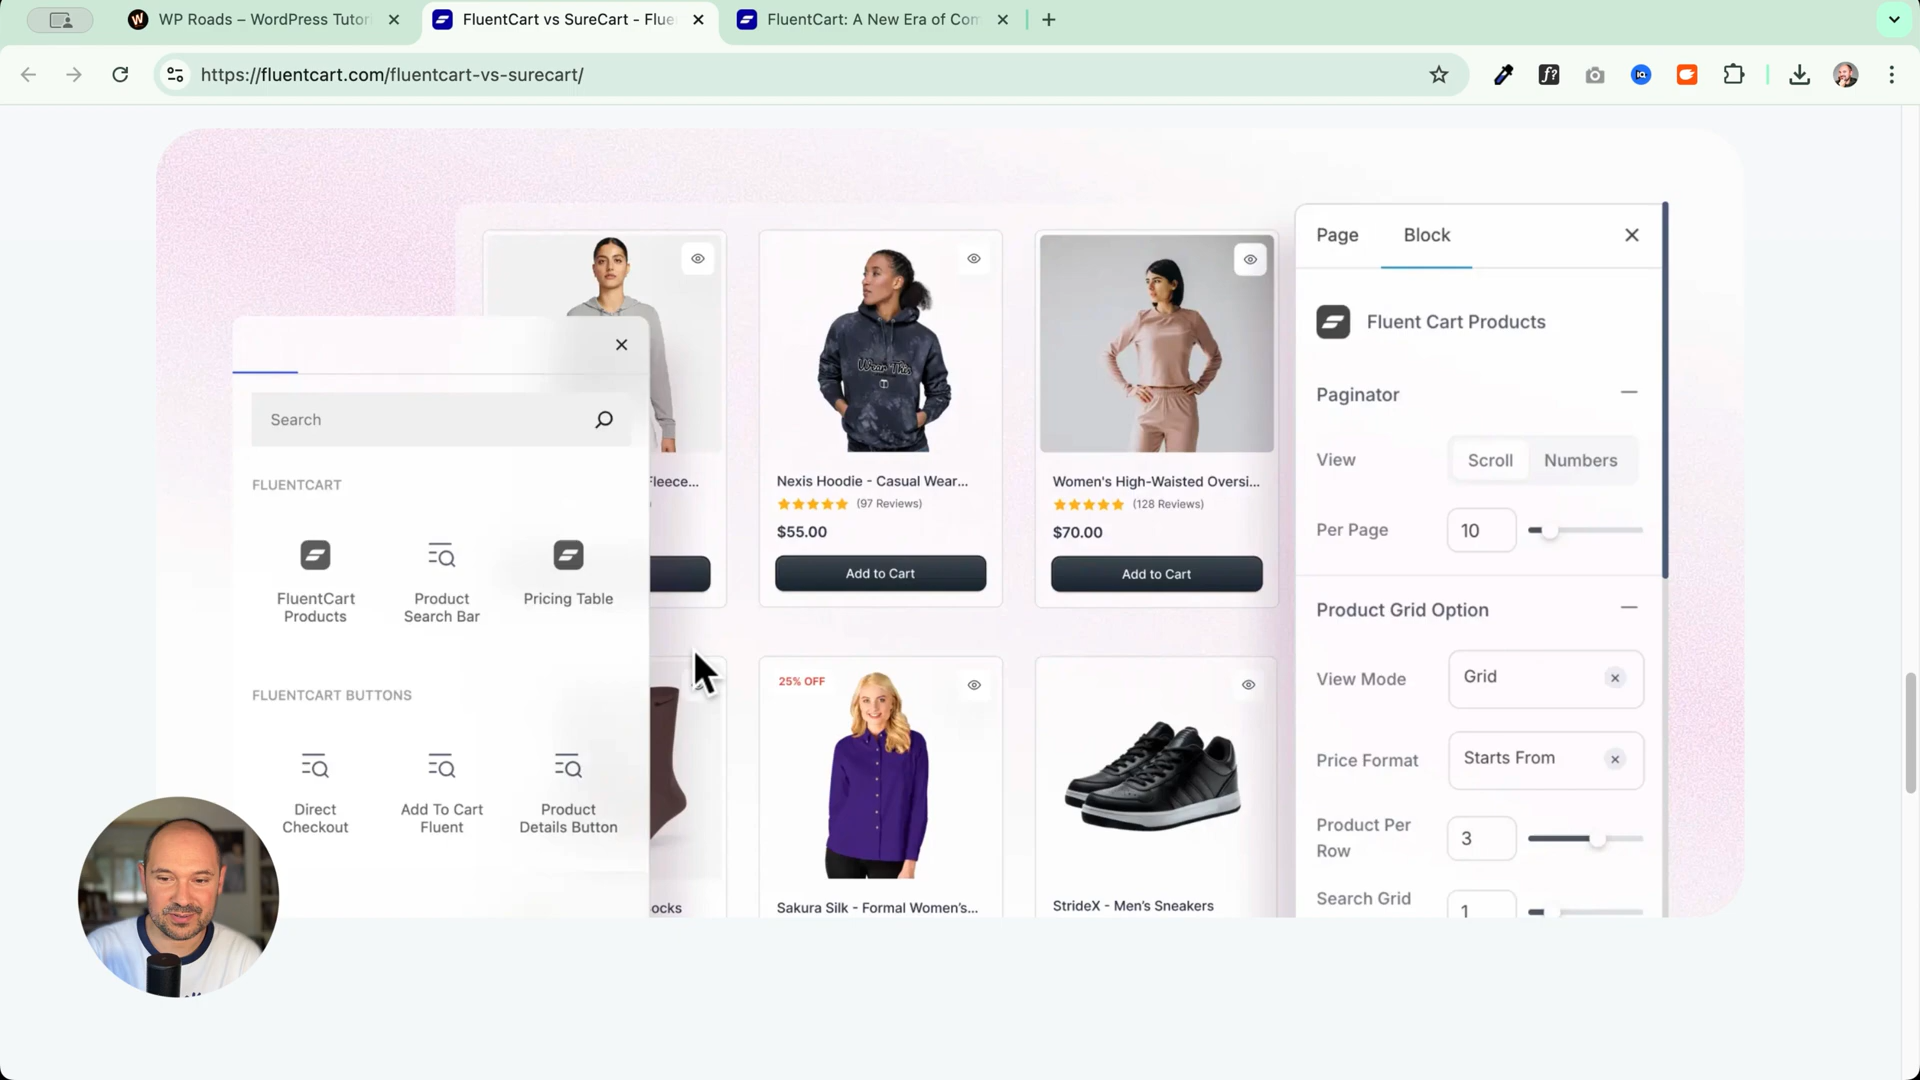 WP Roads – WordPress Tutor
FluentCart vs SureCart - Flue
FluentCart: A New Era of Com
https://fluentcart.com/fluentcart-vs-surecart/
f?
IQ
Page
Block
Fluent Cart Products
Paginator
View
Scroll
Numbers
Per Page
10
Product Grid Option
View Mode
Grid
Price Format
Starts From
Product Per
Row
3
Search Grid
1
Search
FLUENTCART
FluentCart
Products
Product
Search Bar
Pricing Table
FLUENTCART BUTTONS
Direct
Checkout
Add To Cart
Fluent
Product
Details Button
Fleece...
Wear This
Nexis Hoodie - Casual Wear...
(97 Reviews)
$55.00
Add to Cart
Women's High-Waisted Oversi...
(128 Reviews)
$70.00
Add to Cart
ocks
25% OFF
Sakura Silk - Formal Women's...
StrideX - Men's Sneakers